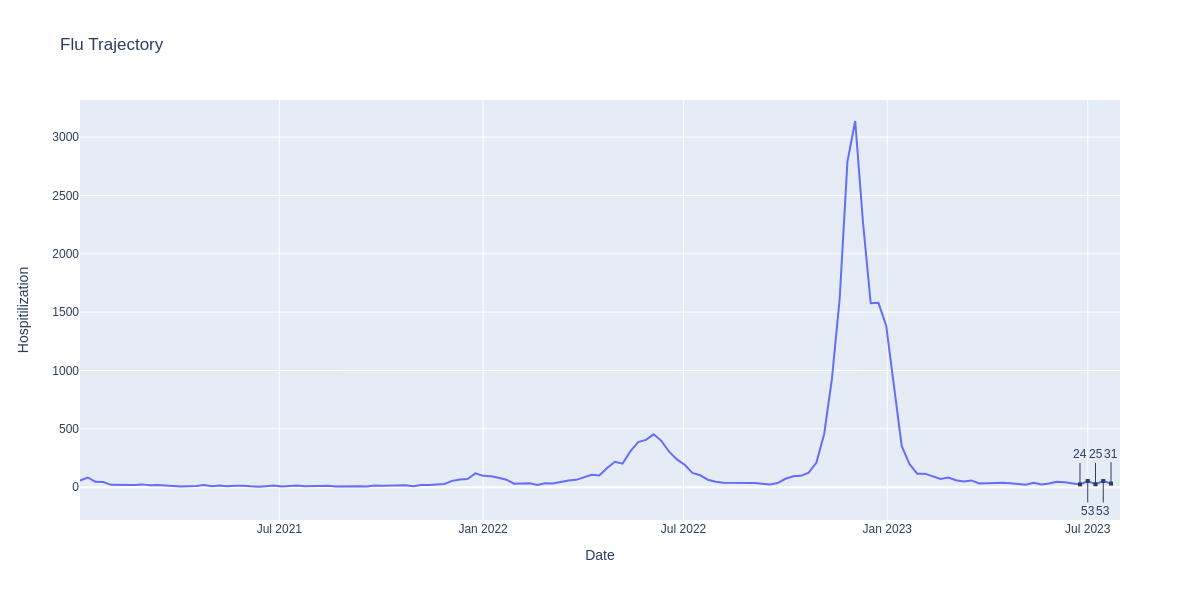 Flu Trajectory
Hospitilization
3000
2500
2000
1500
1000
500
0
24 25 31
53 53
Jul 2021
Jan 2022
Jul 2022
Jan 2023
Jul 2023
Date